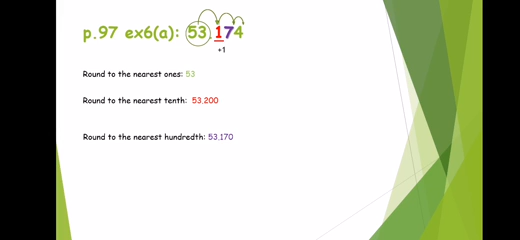 p.97 ex6(a): 53.174
+1
Round to the nearest ones: 53
Round to the nearest tenth: 53,200
Round to the nearest hundredth: 53,170